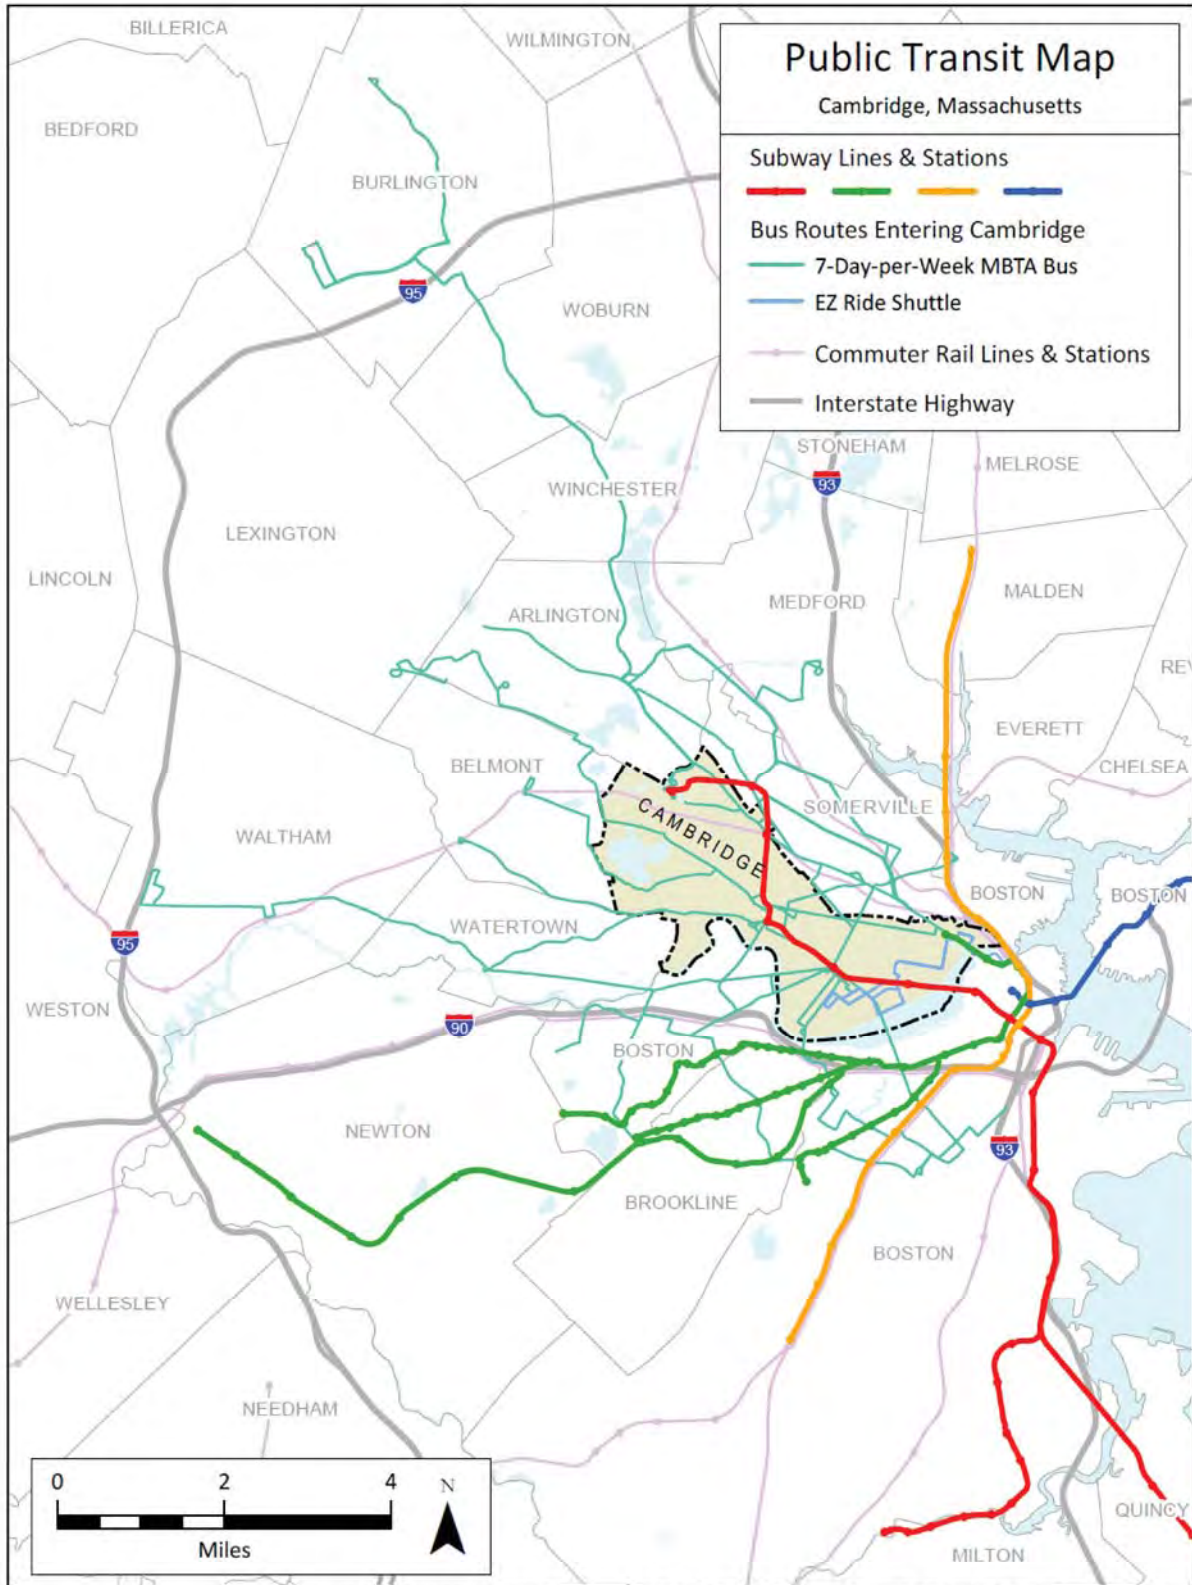 BILLERICA
WILMINGTON
Public Transit Map
Cambridge, Massachusetts
Subway Lines & Stations
Bus Routes Entering Cambridge
7-Day-per-Week MBTA Bus
EZ Ride Shuttle
Commuter Rail Lines & Stations
Interstate Highway
BEDFORD
BURLINGTON
95
WOBURN
STONEHAM
MELROSE
93
WINCHESTER
LEXINGTON
LINCOLN
ARLINGTON
MEDFORD
MALDEN
REV
EVERETT
BELMONT
CHELSEA
CAMBRIDGE
SOMERVILLE
WALTHAM
BOSTON
BOSTON
WATERTOWN
95
WESTON
90
BOSTON
NEWTON
93
BROOKLINE
BOSTON
WELLESLEY
NEEDHAM
0 2 4
Miles
N
QUINCY
MILTON